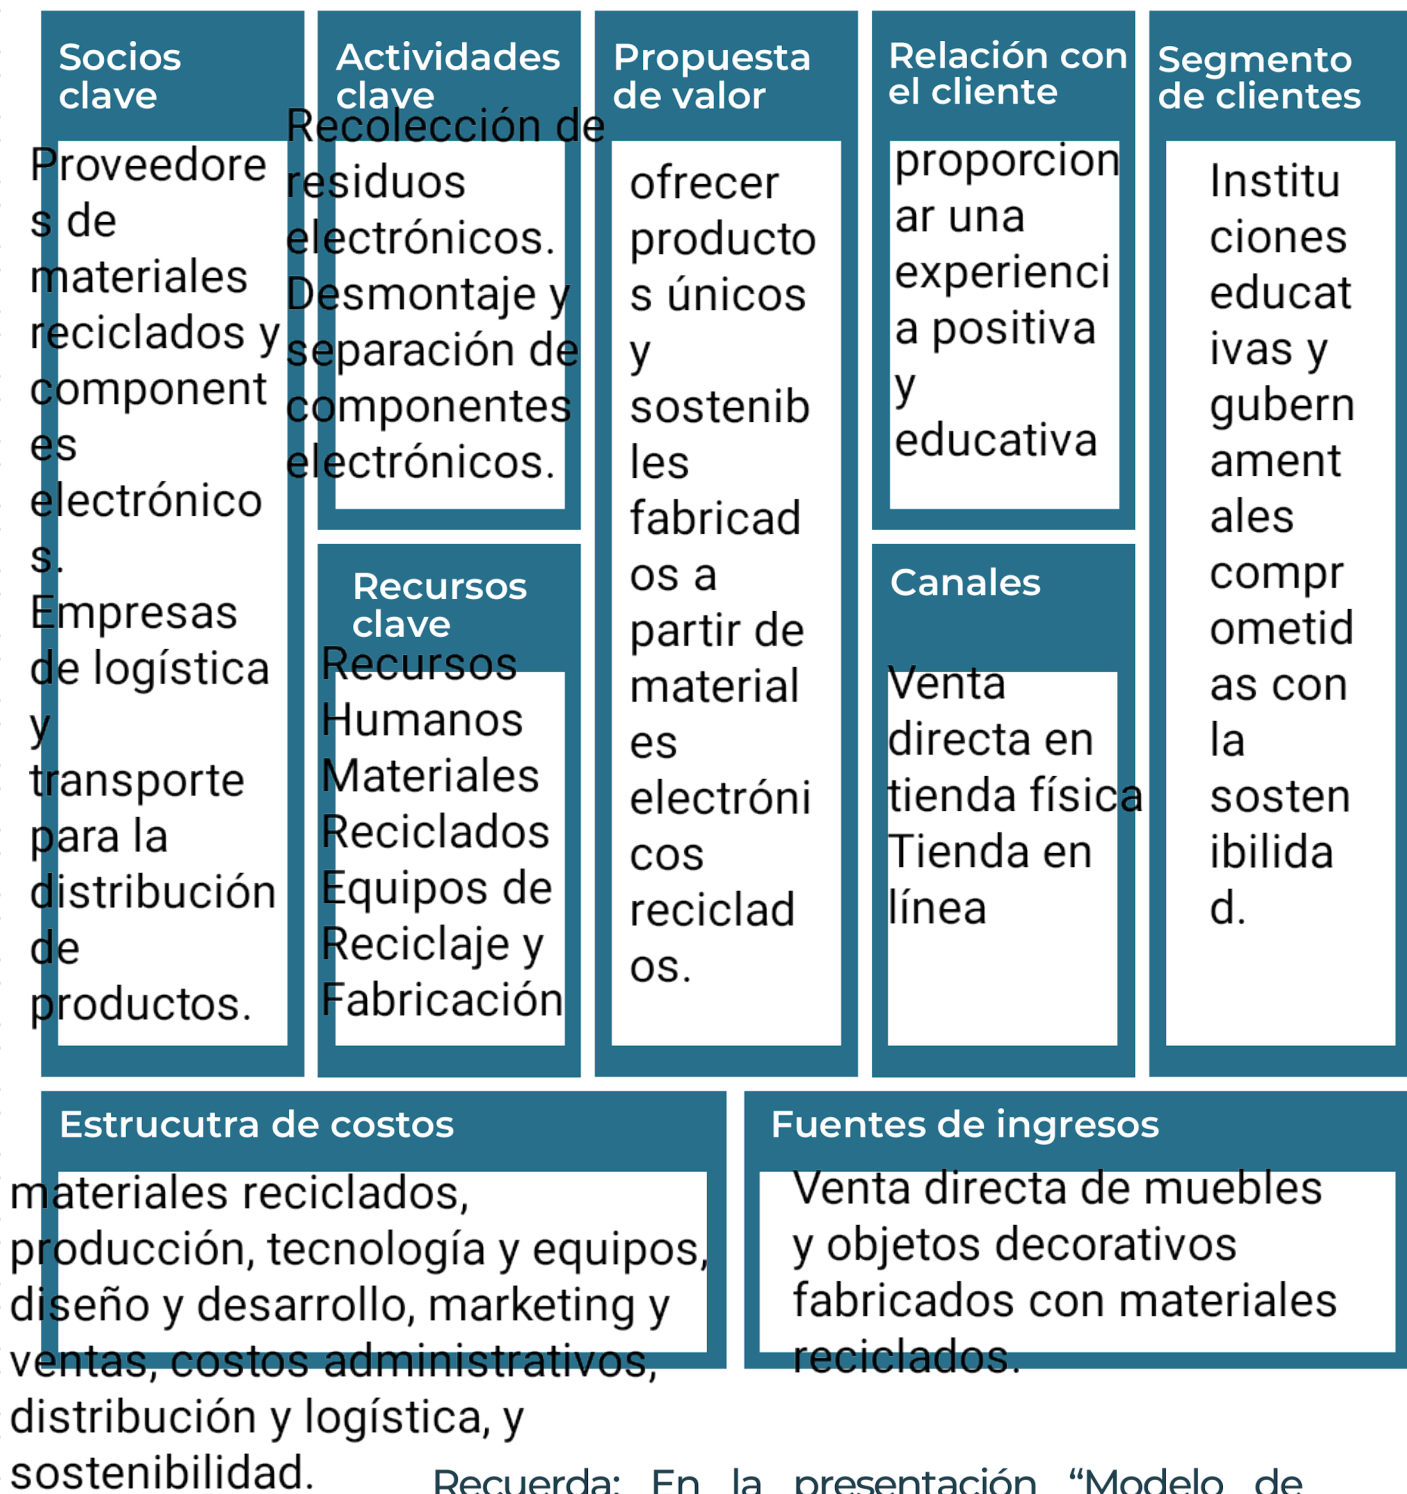 Socios
clave
Proveedore
s de
materiales
reciclados y
component
es
electrónico
s.
Empresas
de logística
y
transporte
para la
distribución
de
productos.
Actividades
clave
Recolección de
residuos
electrónicos.
Desmontaje y
separación de
componentes
electrónicos.
Recursos
clave
Recursos
Humanos
Materiales
Reciclados
Equipos de
Reciclaje y
Fabricación
Propuesta
de valor
ofrecer
producto
s únicos
y
sostenib
les
fabricad
os a
partir de
material
es
electróni
cos
reciclad
os.
Relación con
el cliente
proporcion
ar una
experienci
a positiva
y
educativa
Canales
Venta
directa en
tienda física
Tienda en
línea
Segmento
de clientes
Institu
ciones
educat
ivas y
gubern
ament
ales
compr
ometid
as con
la
sosten
ibilida
d.
Estrucutra de costos
materiales reciclados,
producción, tecnología y equipos,
diseño y desarrollo, marketing y
ventas, costos administrativos,
distribución y logística, y
sostenibilidad.
Fuentes de ingresos
Venta directa de muebles
y objetos decorativos
fabricados con materiales
reciclados.
Recuerda: En la presentación “Modelo de